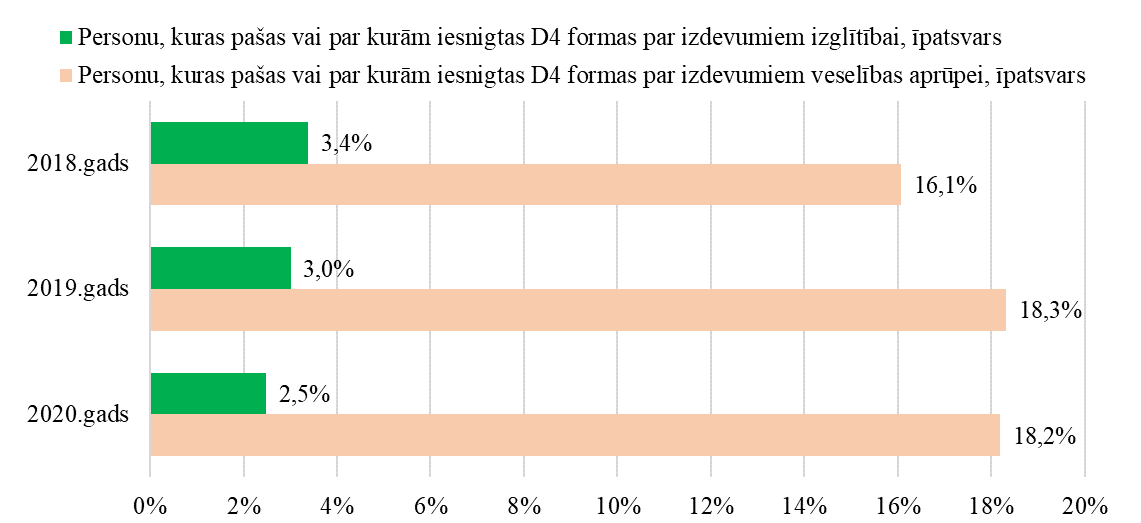 Personu, kuras pašas vai par kurām iesnigtas D4 formas par izdevumiem izglītībai, īpatsvars
Personu, kuras pašas vai par kurām iesnigtas D4 formas par izdevumiem veselības aprūpei, īpatsvars
2018.gads
3,4%
16,1%
2019.gads
3,0%
18,3%
2020.gads
2,5%
18,2%
0% 2% 4% 6% 8% 10% 12% 14% 16% 18% 20%